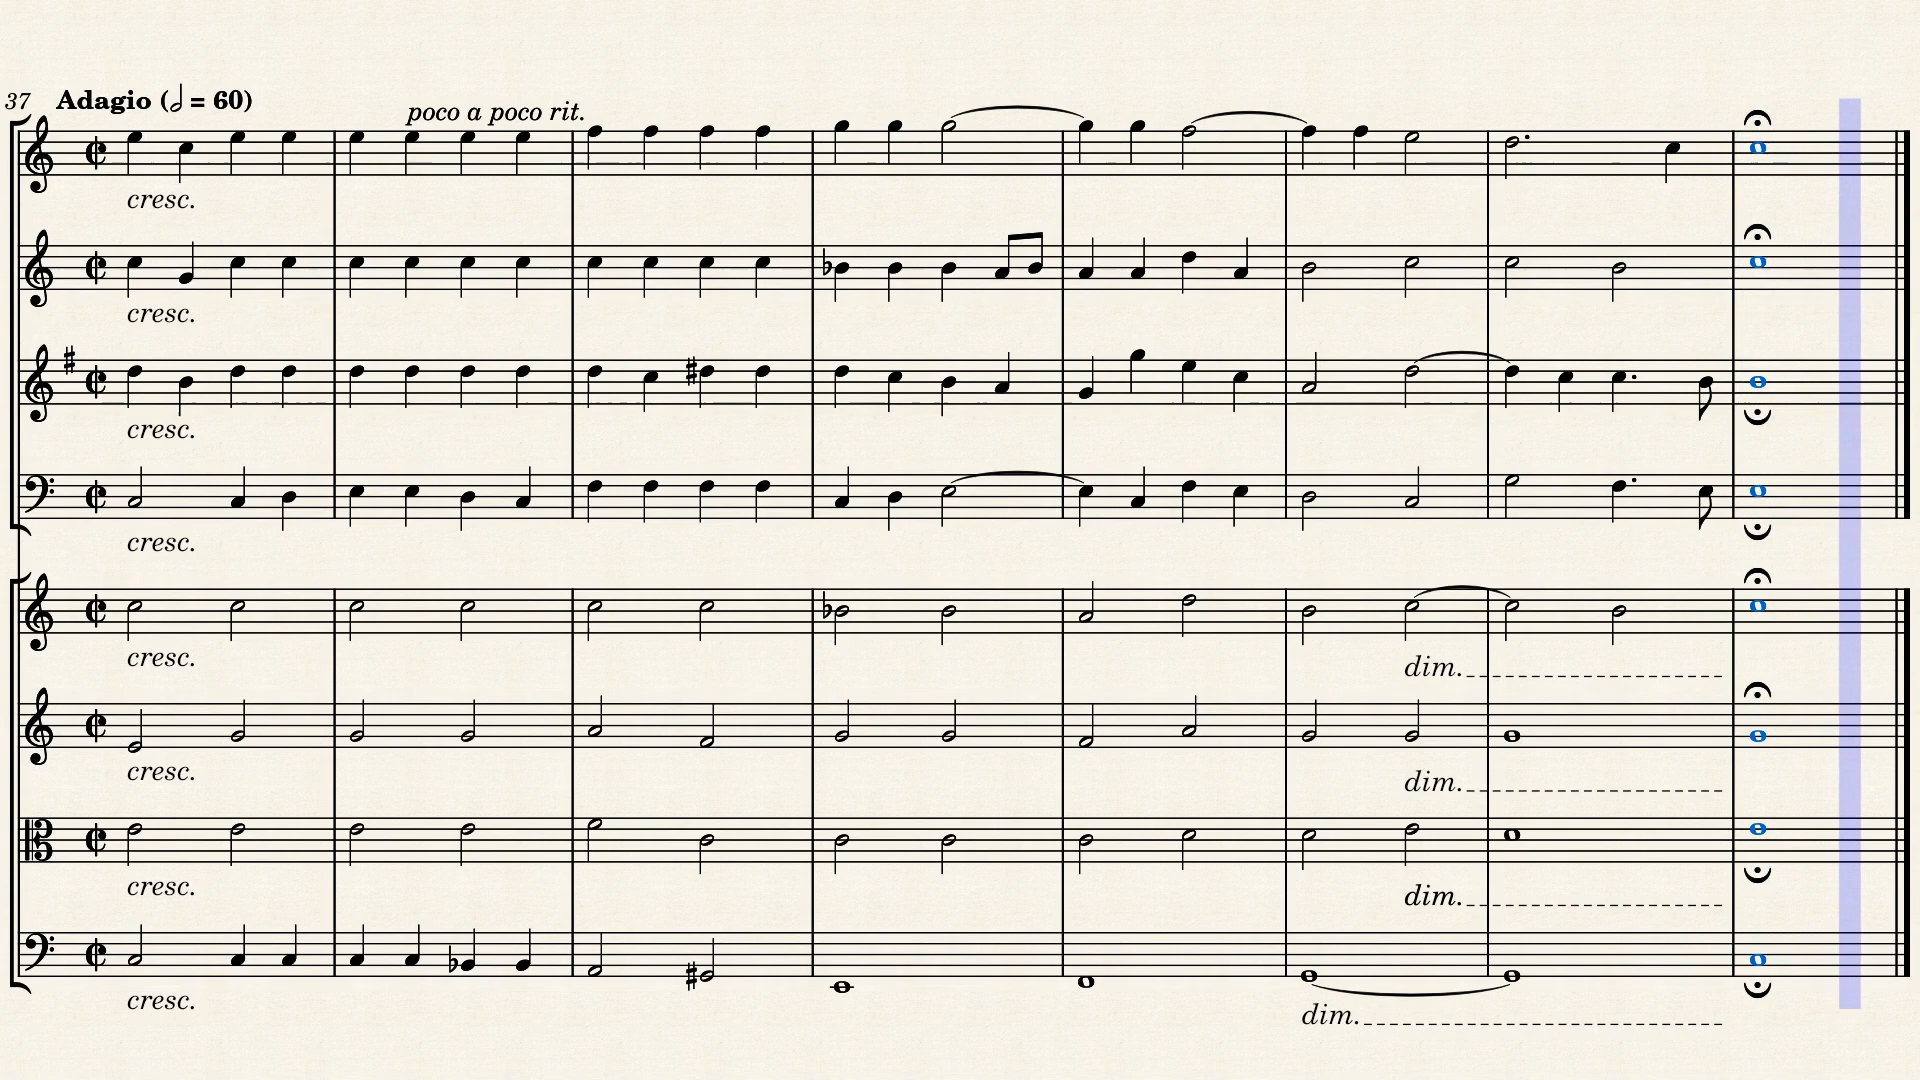 37 Adagio (𝅗𝅥 = 60)
poco a poco rit.
cresc.
cresc.
cresc.
cresc.
cresc.
dim.
cresc.
dim.
cresc.
dim.
cresc.
dim.